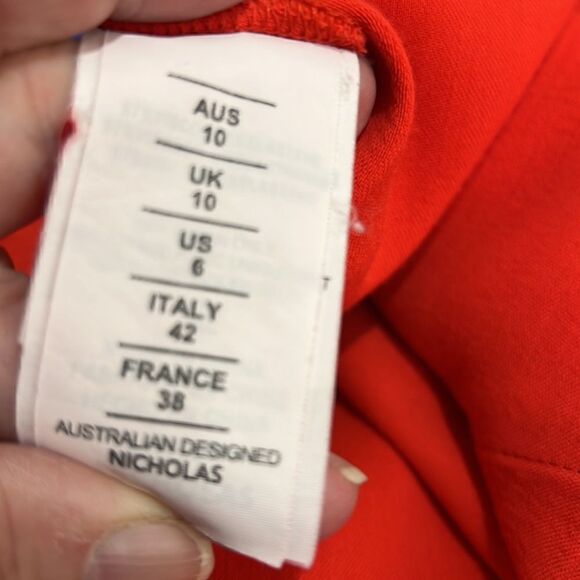 AUS
10
UK
10
US
6
ITALY
42
FRANCE
38
AUSTRALIAN DESIGNED
NICHOLAS
T